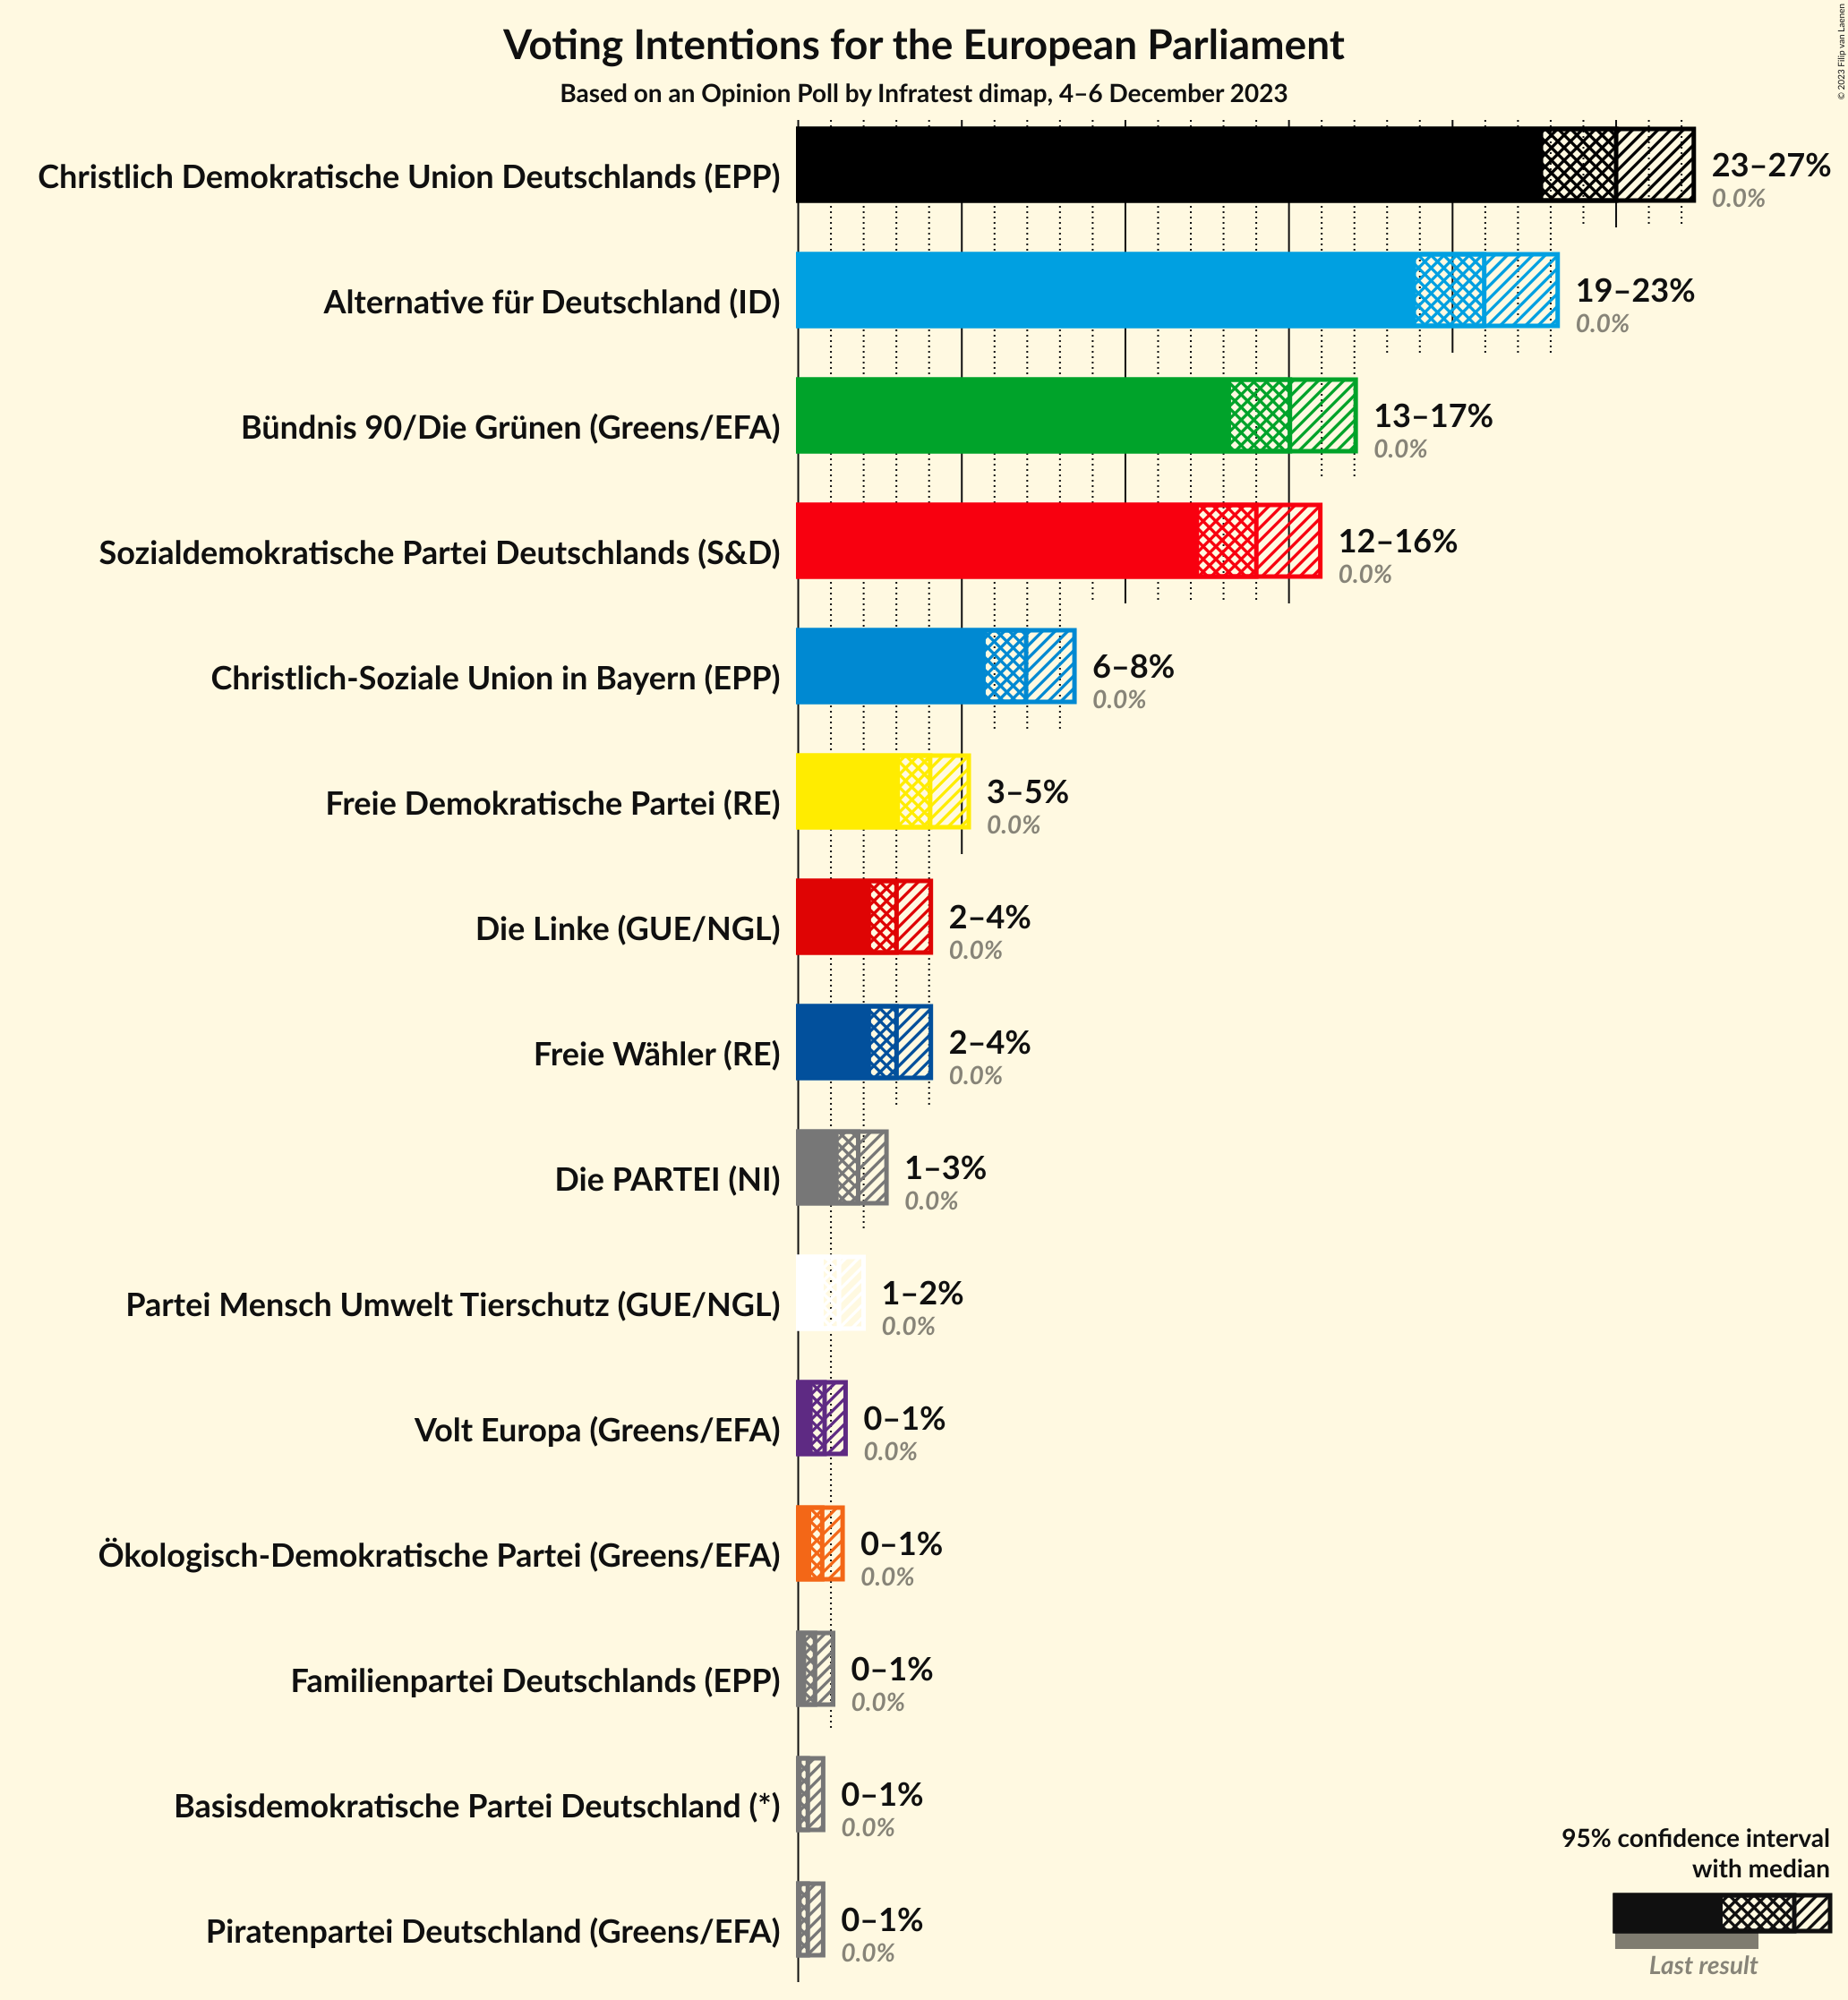 Voting Intentions for the European Parliament
Based on an Opinion Poll by Infratest dimap, 4–6 December 2023
© 2023 Filip van Laenen
Christlich Demokratische Union Deutschlands (EPP)
23–27%
0.0%
Alternative für Deutschland (ID)
19–23%
0.0%
Bündnis 90/Die Grünen (Greens/EFA)
13–17%
0.0%
Sozialdemokratische Partei Deutschlands (S&D)
12–16%
0.0%
Christlich-Soziale Union in Bayern (EPP)
6–8%
0.0%
Freie Demokratische Partei (RE)
3–5%
0.0%
Die Linke (GUE/NGL)
2–4%
0.0%
Freie Wähler (RE)
2–4%
0.0%
Die PARTEI (NI)
1–3%
0.0%
Partei Mensch Umwelt Tierschutz (GUE/NGL)
1–2%
0.0%
Volt Europa (Greens/EFA)
0–1%
0.0%
Ökologisch-Demokratische Partei (Greens/EFA)
0–1%
0.0%
Familienpartei Deutschlands (EPP)
0–1%
0.0%
Basisdemokratische Partei Deutschland (*)
0–1%
0.0%
Piratenpartei Deutschland (Greens/EFA)
0–1%
0.0%
95% confidence interval
with median
Last result